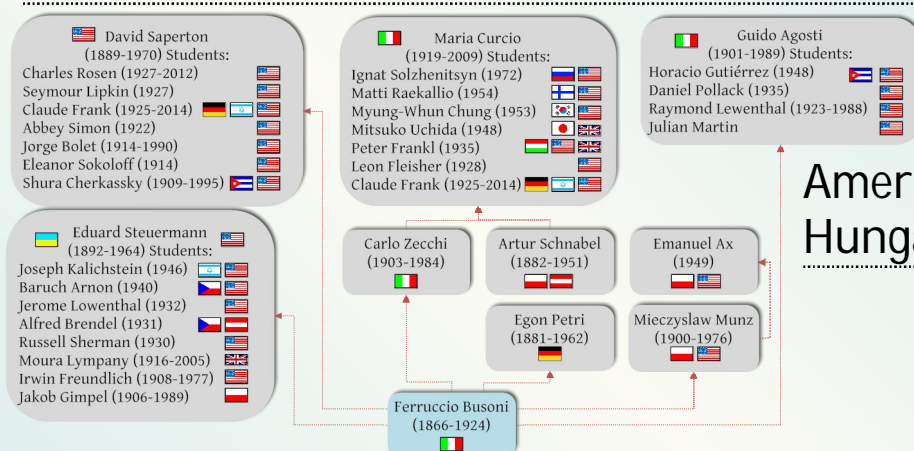 David Saperton
(1889-1970) Students:
Charles Rosen (1927-2012)
Seymour Lipkin (1927)
Claude Frank (1925-2014)
Abbey Simon (1922)
Jorge Bolet (1914-1990)
Eleanor Sokoloff (1914)
Shura Cherkassky (1909-1995)
Maria Curcio
(1919-2009) Students:
Ignat Solzhenitsyn (1972)
Matti Raekallio (1954)
Myung-Whun Chung (1953)
Mitsuko Uchida (1948)
Peter Frankl (1935)
Leon Fleisher (1928)
Claude Frank (1925-2014)
Guido Agosti
(1901-1989) Students:
Horacio Gutiérrez (1948)
Daniel Pollack (1935)
Raymond Lewenthal (1923-1988)
Julian Martin
Amer
Hunga
Eduard Steuermann
(1892-1964) Students:
Joseph Kalichstein (1946)
Baruch Arnon (1940)
Jerome Lowenthal (1932)
Alfred Brendel (1931)
Russell Sherman (1930)
Moura Lympany (1916-2005)
Irwin Freundlich (1908-1977)
Jakob Gimpel (1906-1989)
Carlo Zecchi
(1903-1984)
Artur Schnabel
(1882-1951)
Emanuel Ax
(1949)
Egon Petri
(1881-1962)
Mieczyslaw Munz
(1900-1976)
Ferruccio Busoni
(1866-1924)